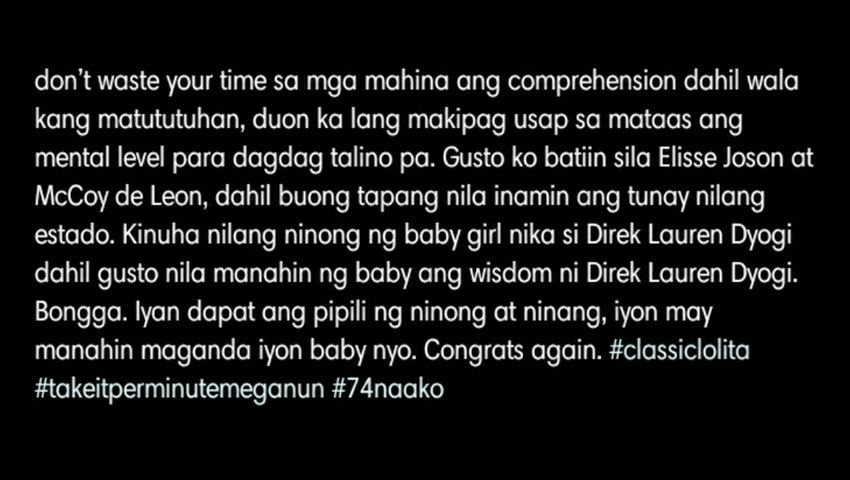 don't waste your time sa mga mahina ang comprehension dahil wala
kang matututuhan, duon ka lang makipag usap sa mataas ang
mental level para dagdag talino pa. Gusto ko batiin sila Elisse Joson at
McCoy de Leon, dahil buong tapang nila inamin ang tunay nilang
estado. Kinuha nilang ninong ng baby girl nika si Direk Lauren Dyogi
dahil gusto nila manahin ng baby ang wisdom ni Direk Lauren Dyogi.
Bongga. Iyan dapat ang pipili ng ninong at ninang, iyon may
manahin maganda iyon baby nyo. Congrats again. #classiclolita
#takeitperminutemeganun #74naako